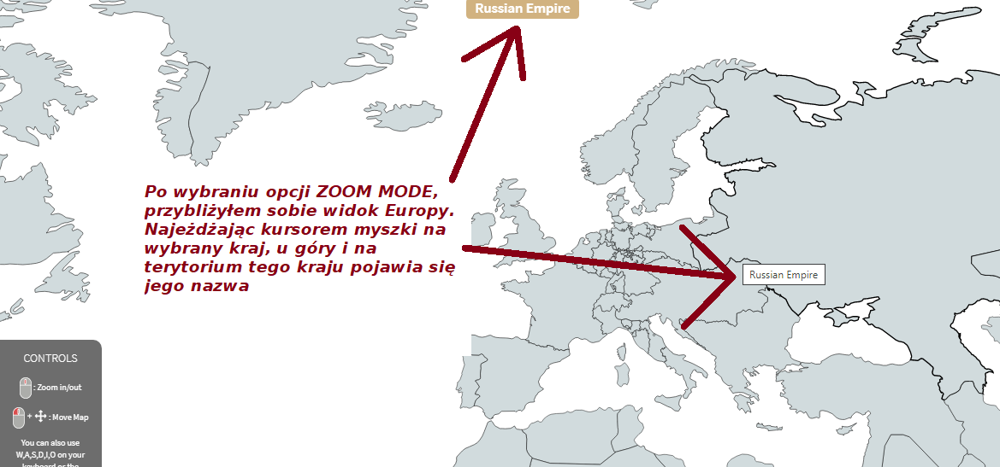 Russian Empire
Po wybraniu opcji ZOOM MODE,
przybliżyłem sobie widok Europy.
Najeżdżając kursorem myszki na
wybrany kraj, u góry i na
terytorium tego kraju pojawia się
jego nazwa
Russian Empire
CONTROLS
: Zoom in/out
+ : Move Map
You can also use
W,A,S,D,I,O on your
keyboard or the